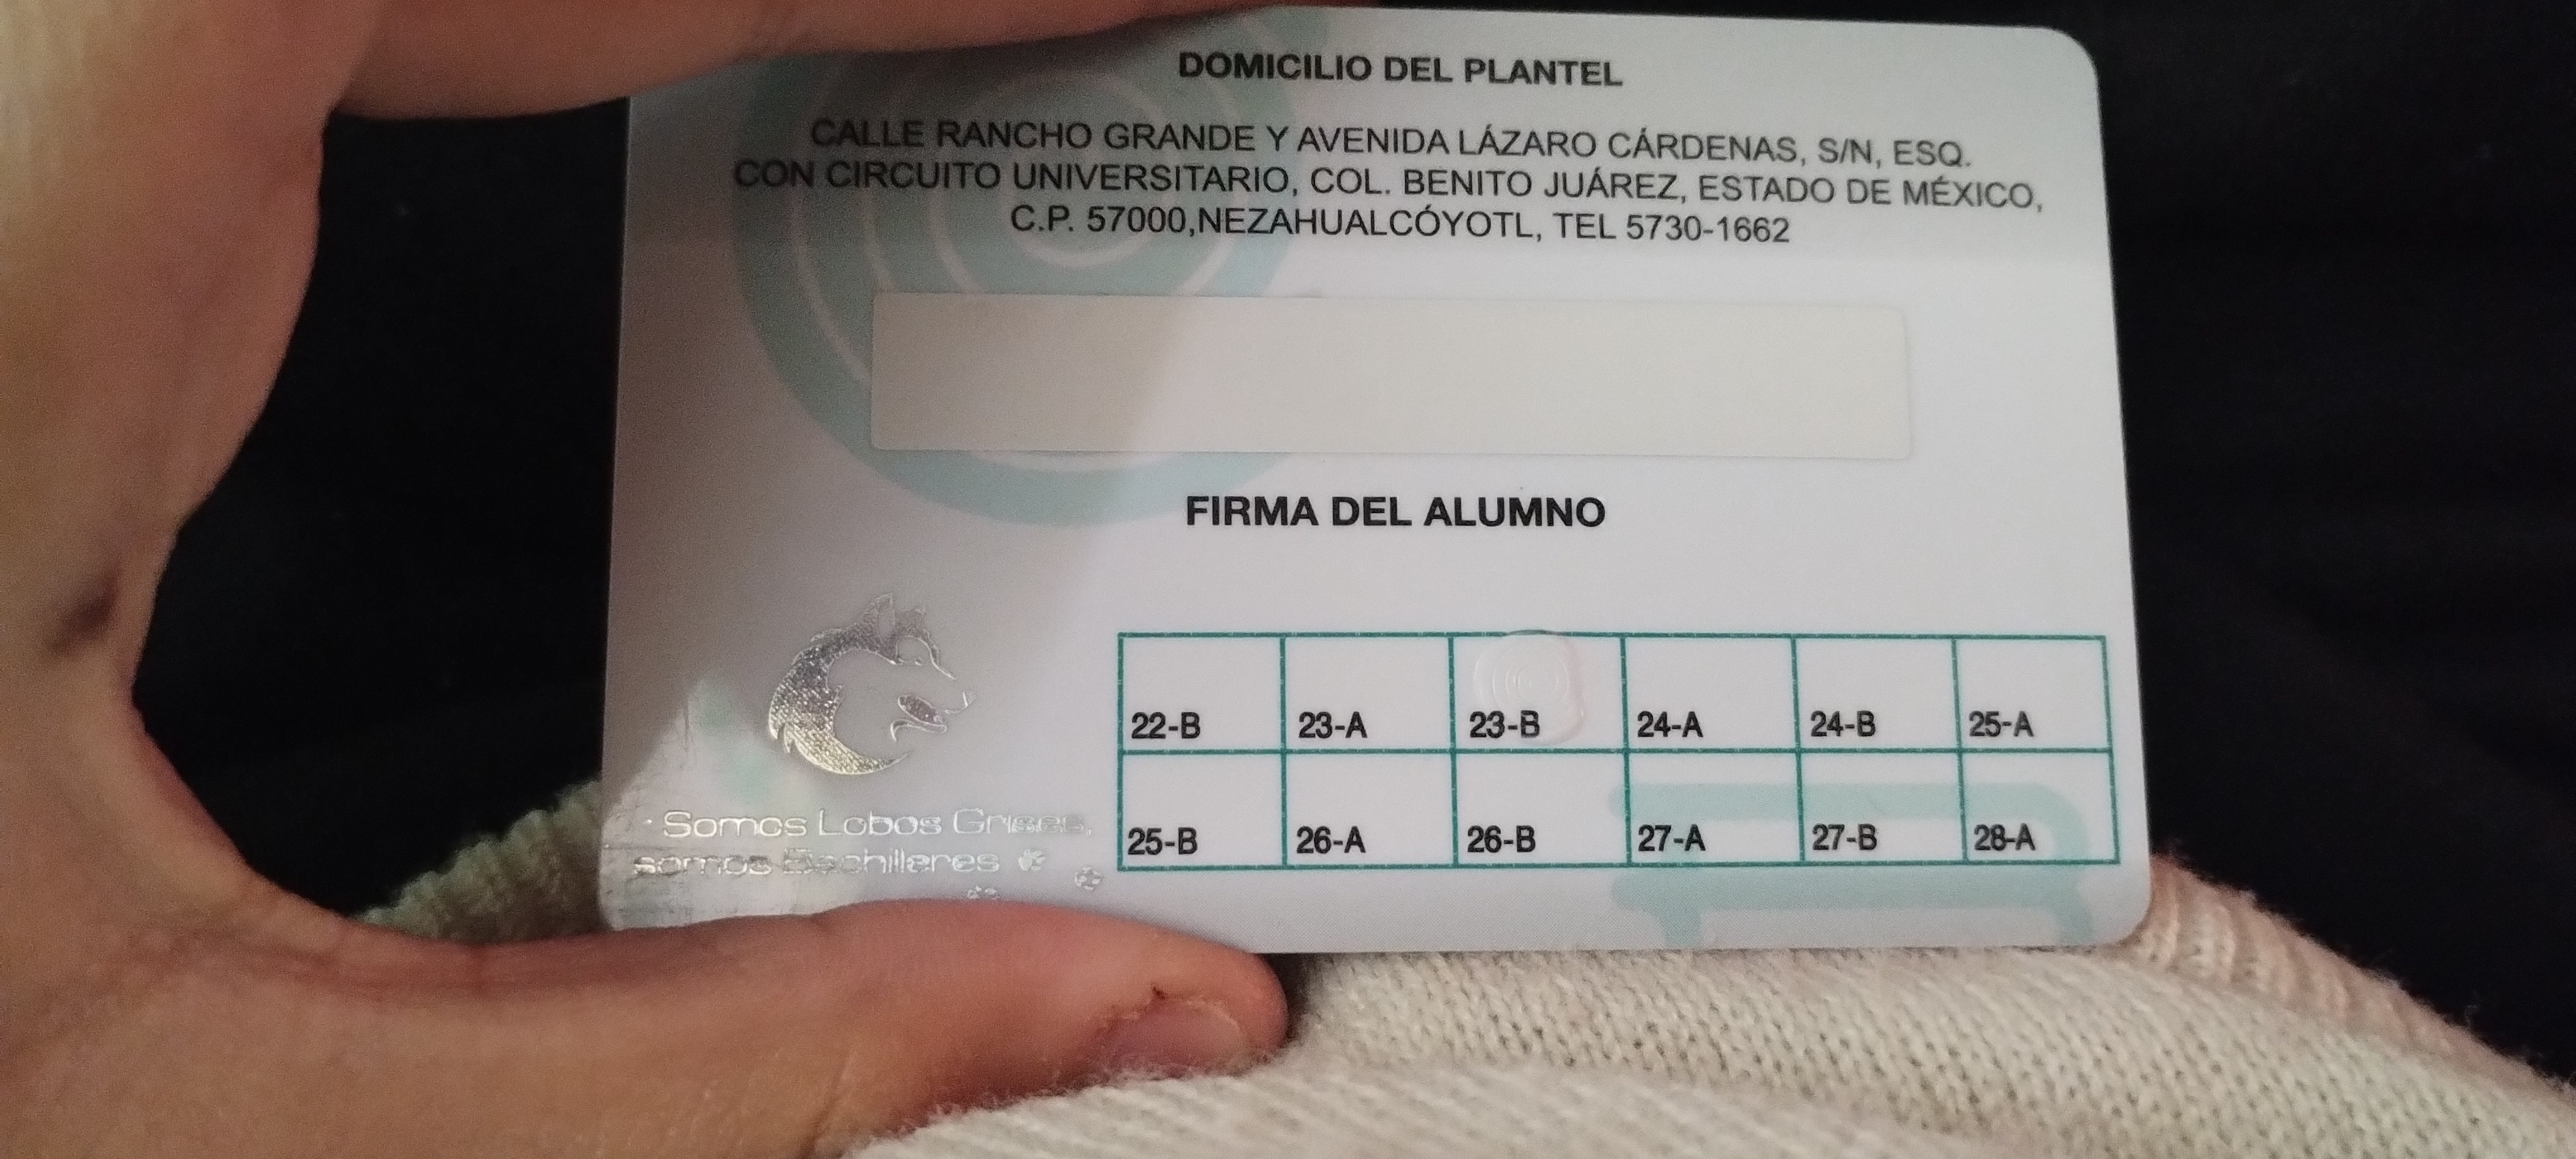 DOMICILIO DEL PLANTEL
CALLE RANCHO GRANDE Y AVENIDA LÁZARO CÁRDENAS, S/N, ESQ.
CON CIRCUITO UNIVERSITARIO, COL. BENITO JUÁREZ, ESTADO DE MÉXICO,
C.P. 57000,NEZAHUALCÓYOTL, TEL 5730-1662
FIRMA DEL ALUMNO
22-B 23-A 23-B 24-A 24-B 25-A
25-B 26-A 26-B 27-A 27-B 28-A
Somos Lobos Grises,
somos Bachilleres